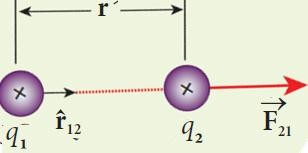 r
× ×
q₁ r̂₁₂ q₂ F⃗₂₁